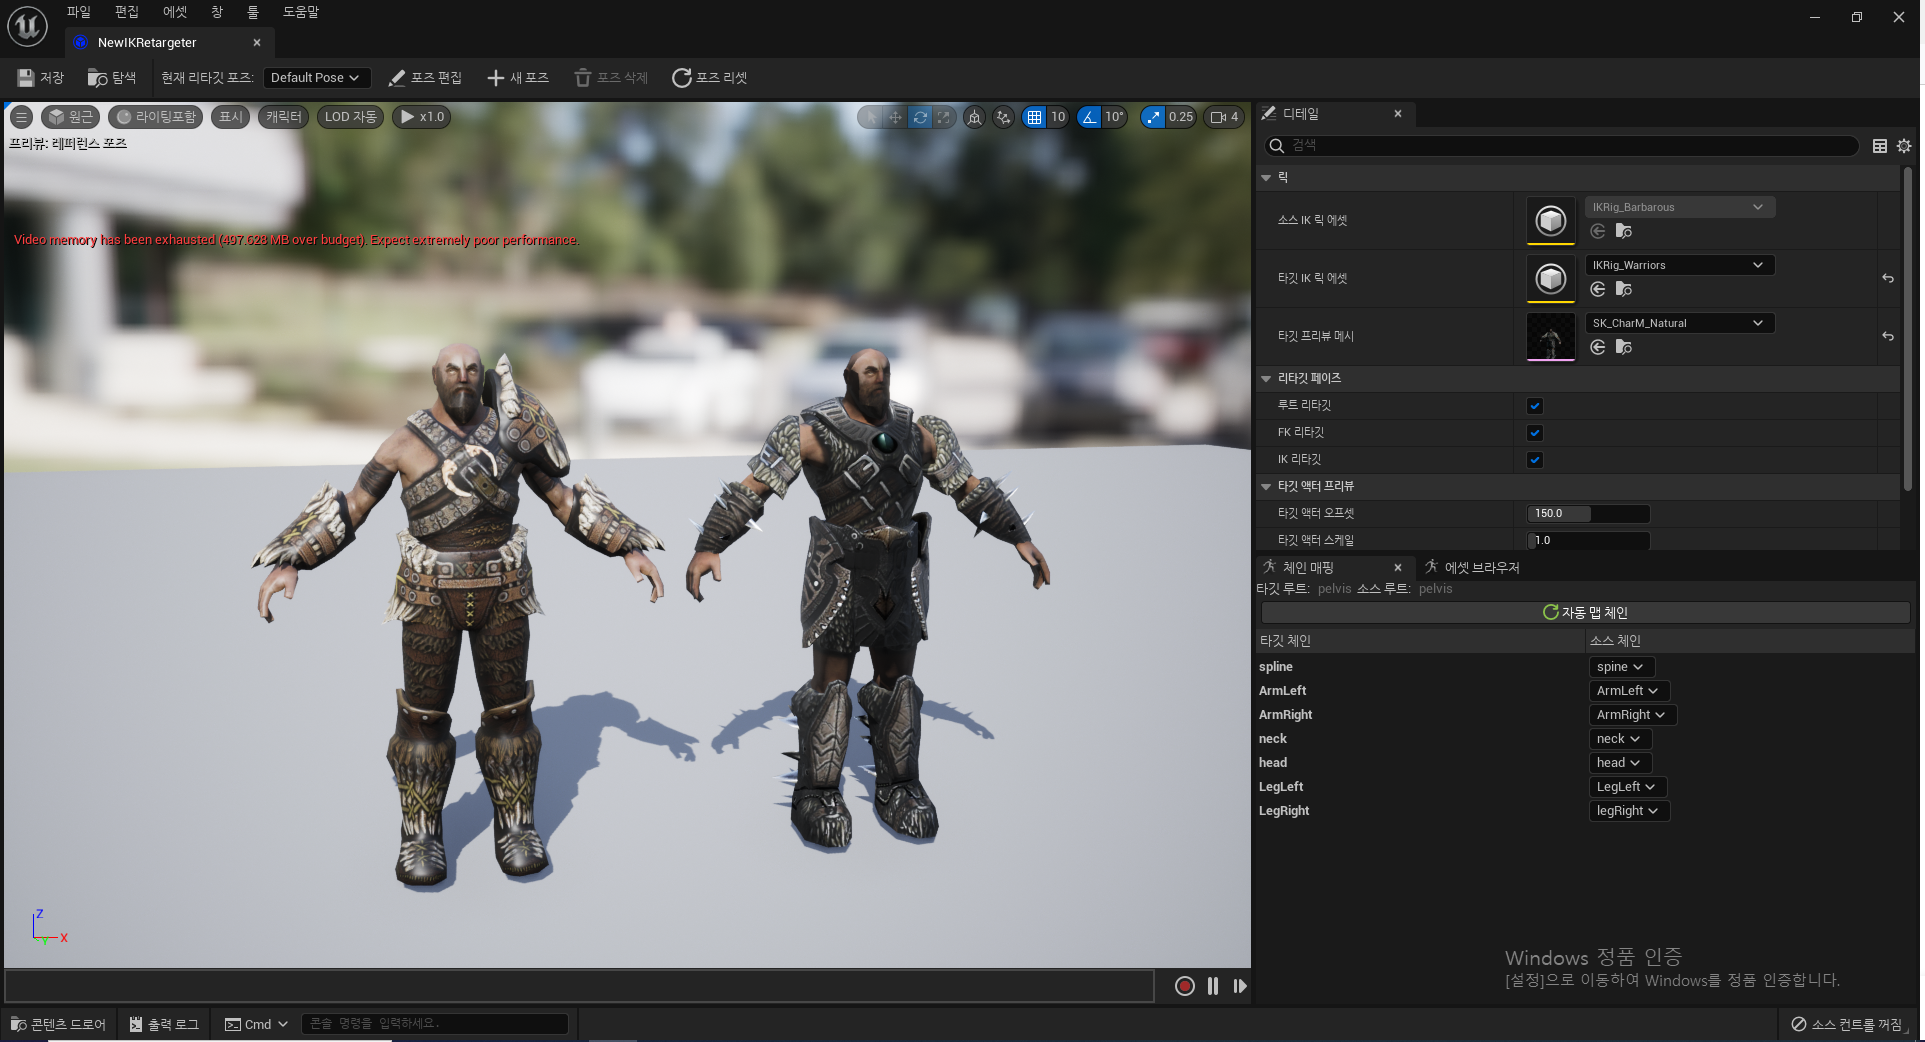 파일 편집 에셋 창 툴 도움말
NewIKRetargeter
저장 탐색 현재 리타깃 포즈: Default Pose 포즈 편집 새 포즈 포즈 삭제 포즈 리셋
원근 라이팅포함 표시 캐릭터 LOD 자동 x1.0 10 10° 0.25 4
프리뷰: 레퍼런스 포즈
Video memory has been exhausted (497.628 MB over budget). Expect extremely poor performance.
Z
Y X
디테일
검색
릭
소스 IK 릭 에셋 IKRig_Barbarous
타깃 IK 릭 에셋 IKRig_Warriors
타깃 프리뷰 메시 SK_CharM_Natural
리타깃 페이즈
루트 리타깃
FK 리타깃
IK 리타깃
타깃 액터 프리뷰
타깃 액터 오프셋 150.0
타깃 액터 스케일 1.0
체인 매핑 에셋 브라우저
타깃 루트: pelvis 소스 루트: pelvis
자동 맵 체인
타깃 체인 소스 체인
spline spine
ArmLeft ArmLeft
ArmRight ArmRight
neck neck
head head
LegLeft LegLeft
LegRight legRight
Windows 정품 인증
[설정]으로 이동하여 Windows를 정품 인증합니다.
콘텐츠 드로어 출력 로그 Cmd 콘솔 명령을 입력하세요. 소스 컨트롤 꺼짐